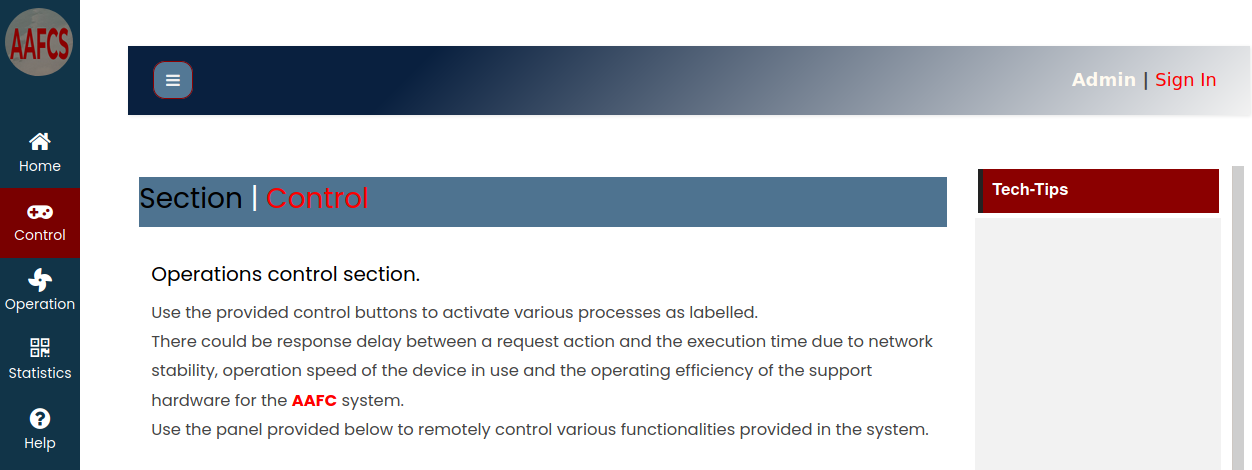 AAFCS
Admin | Sign In
Home
Control
Operation
Statistics
Help
Section | Control
Operations control section.
Use the provided control buttons to activate various processes as labelled.
There could be response delay between a request action and the execution time due to network
stability, operation speed of the device in use and the operating efficiency of the support
hardware for the AAFC system.
Use the panel provided below to remotely control various functionalities provided in the system.
Tech-Tips